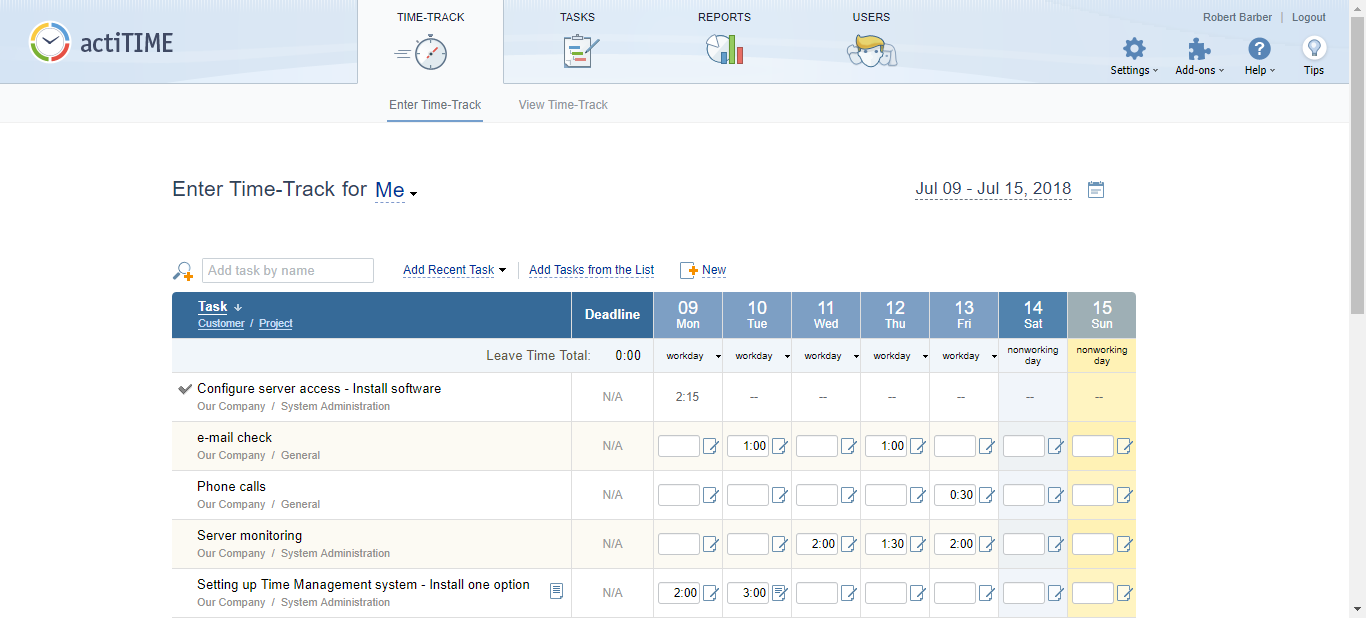 actiTIME
TIME-TRACK
TASKS
REPORTS
USERS
Robert Barber | Logout
Settings
Add-ons
Help
Tips
Enter Time-Track
View Time-Track
Enter Time-Track for Me
Jul 09 - Jul 15, 2018
Add task by name
Add Recent Task
Add Tasks from the List
New
Task ↓
Customer / Project
Deadline
09 Mon
10 Tue
11 Wed
12 Thu
13 Fri
14 Sat
15 Sun
Leave Time Total: 0:00
workday workday workday workday workday nonworking day nonworking day
Configure server access - Install software
Our Company / System Administration
N/A 2:15 -- -- -- -- -- --
e-mail check
Our Company / General
N/A 1:00 1:00
Phone calls
Our Company / General
N/A 0:30
Server monitoring
Our Company / System Administration
N/A 2:00 1:30 2:00
Setting up Time Management system - Install one option
Our Company / System Administration
N/A 2:00 3:00